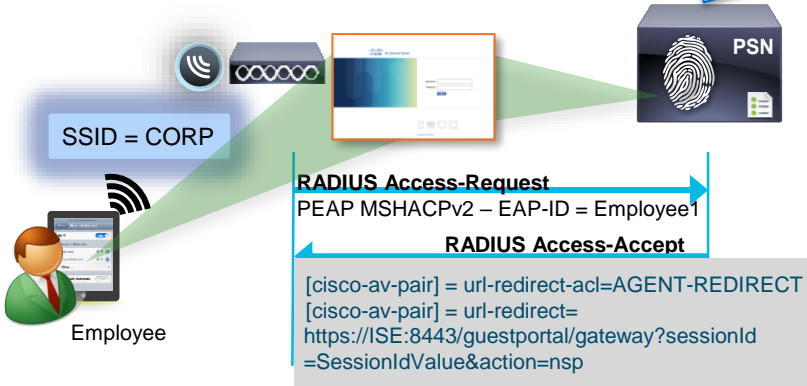 PSN
SSID = CORP
RADIUS Access-Request
PEAP MSHACPv2 – EAP-ID = Employee1
RADIUS Access-Accept
[cisco-av-pair] = url-redirect-acl=AGENT-REDIRECT
[cisco-av-pair] = url-redirect=
https://ISE:8443/guestportal/gateway?sessionId
=SessionIdValue&action=nsp
Employee